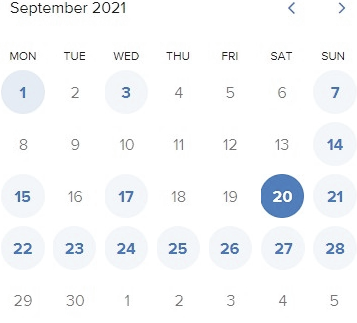 September 2021
MON TUE WED THU FRI SAT SUN
1 2 3 4 5 6 7
8 9 10 11 12 13 14
15 16 17 18 19 20 21
22 23 24 25 26 27 28
29 30 1 2 3 4 5